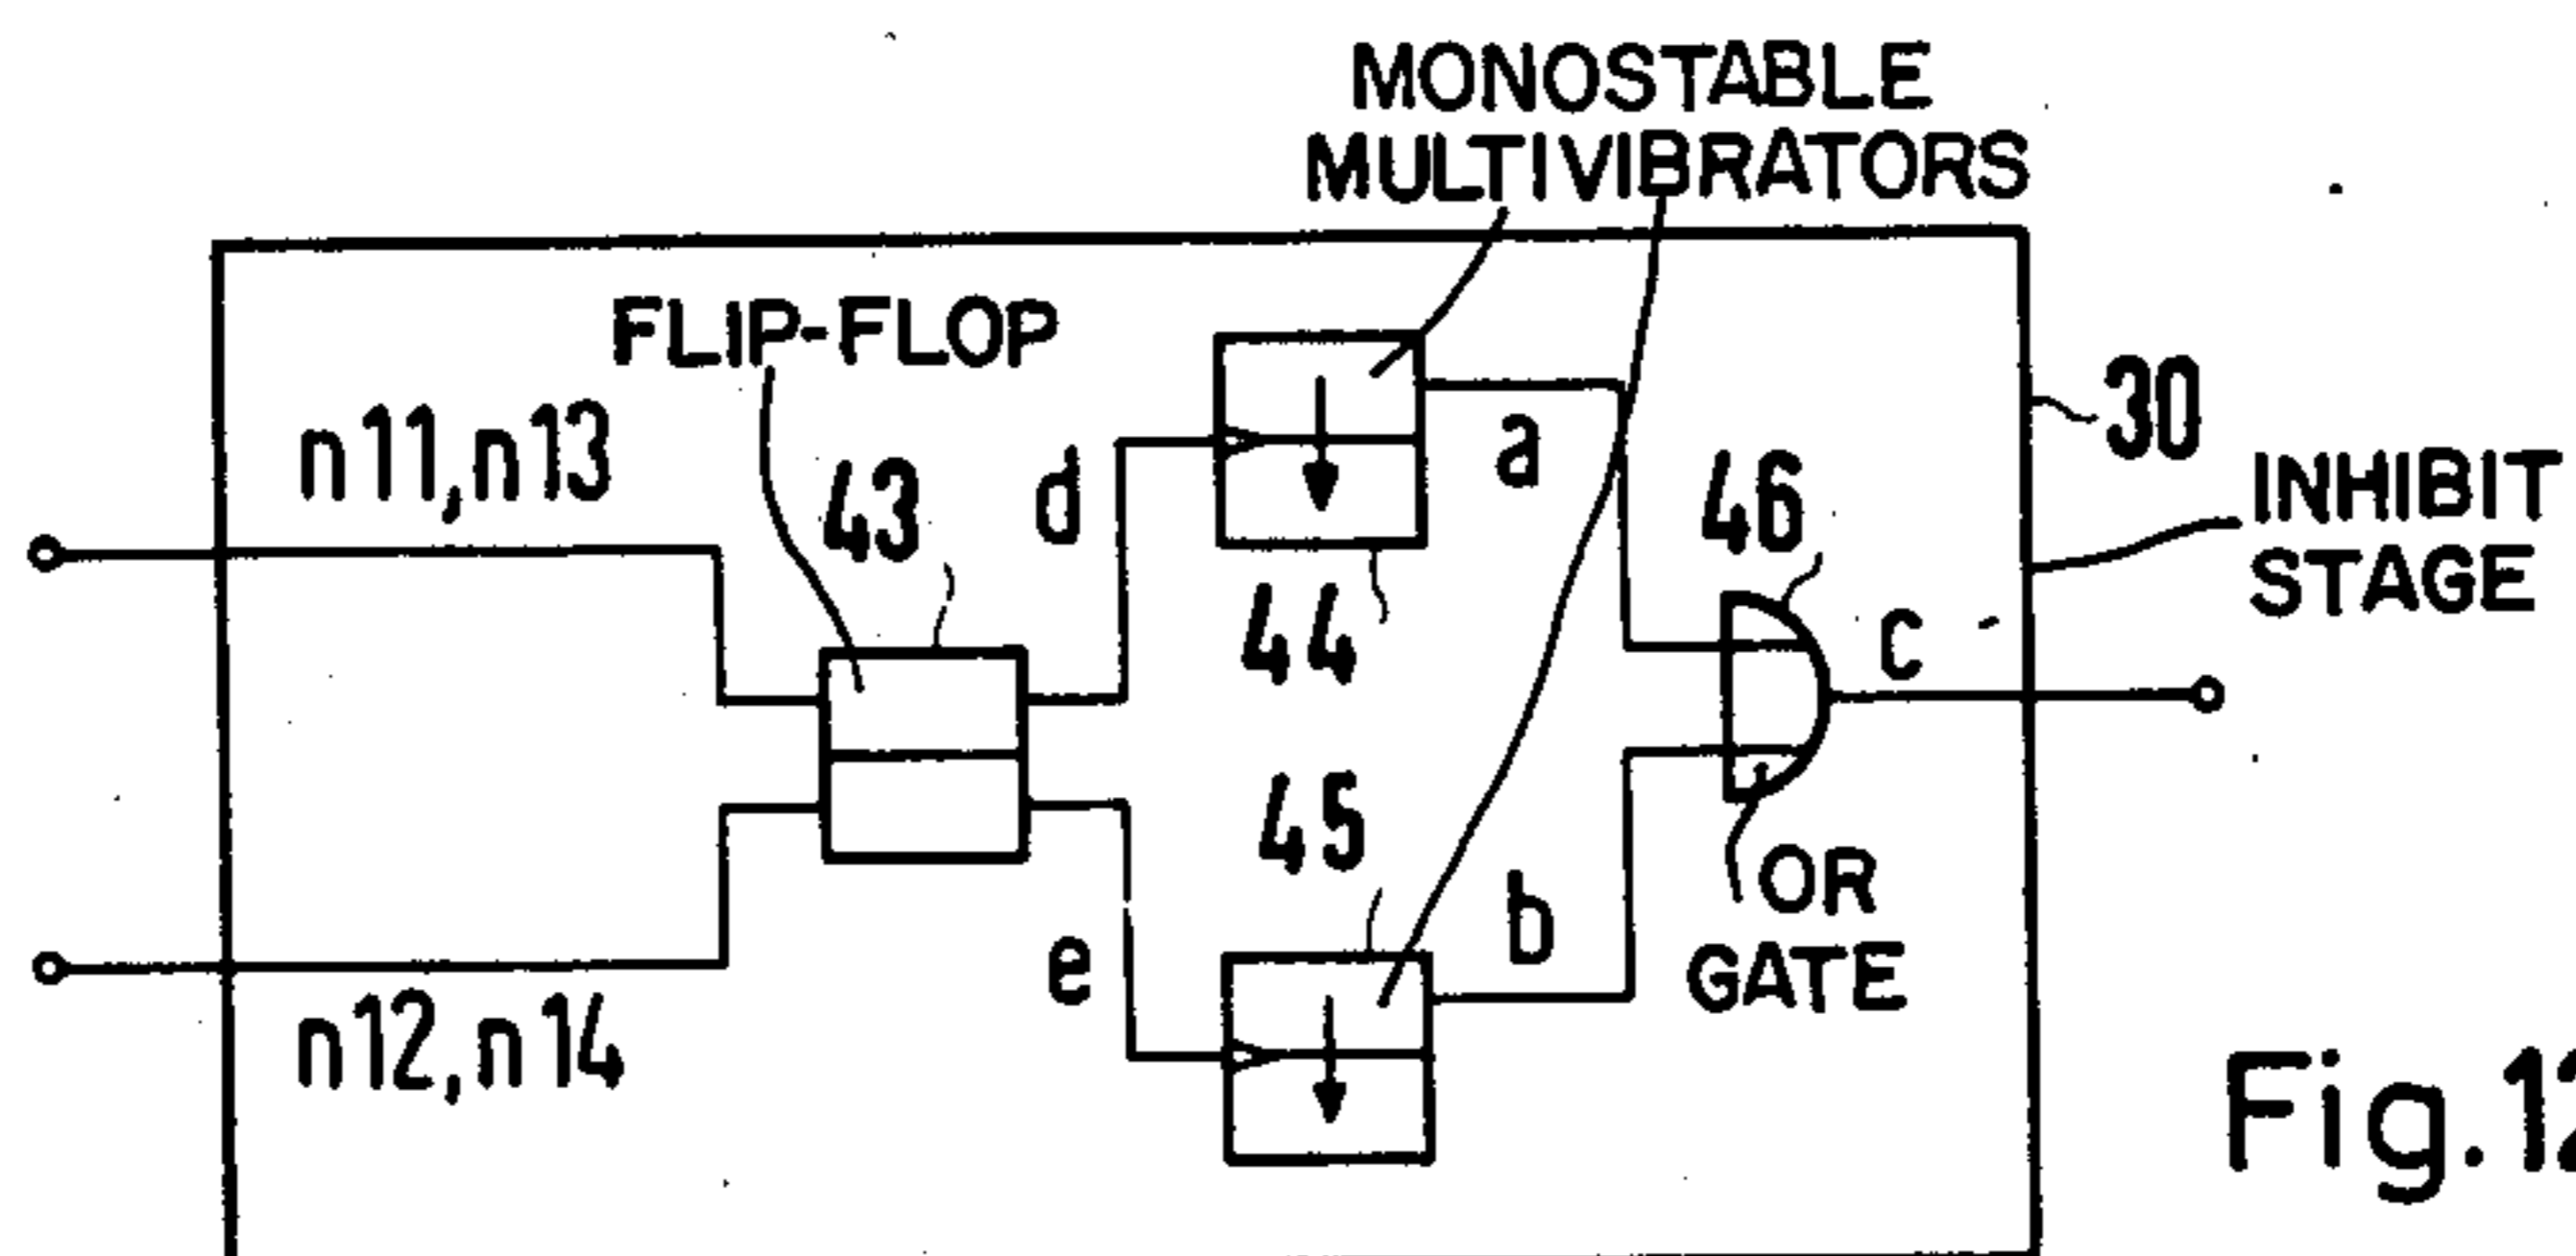 MONOSTABLE
MULTIVIBRATORS
FLIP-FLOP
n11,n13
43
d
a
46
30
INHIBIT
STAGE
44
c
45
e
b
OR
GATE
n12,n14
Fig.12